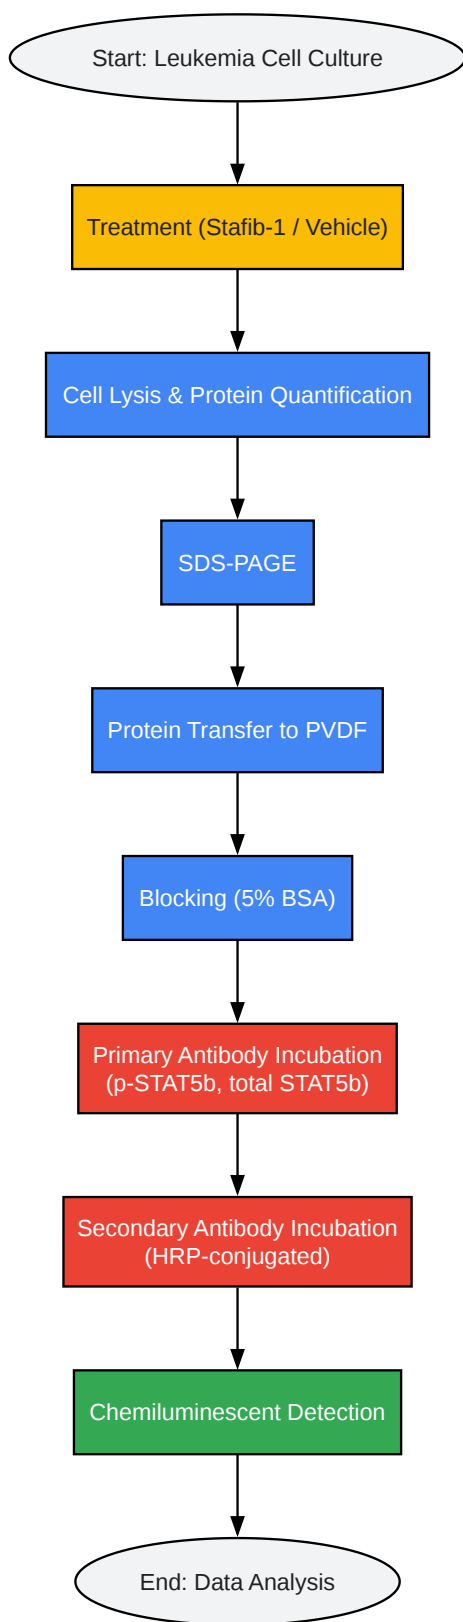 Start: Leukemia Cell Culture
Treatment (Stafib-1 / Vehicle)
Cell Lysis & Protein Quantification
SDS-PAGE
Protein Transfer to PVDF
Blocking (5% BSA)
Primary Antibody Incubation
(p-STAT5b, total STAT5b)
Secondary Antibody Incubation
(HRP-conjugated)
Chemiluminescent Detection
End: Data Analysis